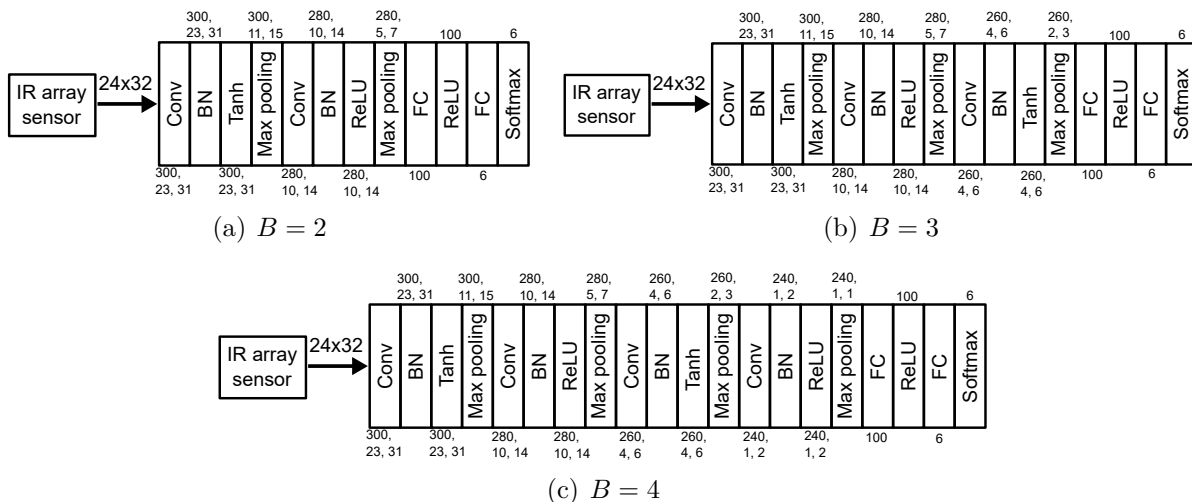 300,
23, 31
300,
11, 15
280,
10, 14
280,
5, 7
100
6
IR array
sensor
24x32
Conv
BN
Tanh
Max pooling
Conv
BN
ReLU
Max pooling
FC
ReLU
FC
Softmax
300,
23, 31
300,
23, 31
280,
10, 14
280,
10, 14
100
6
(a) B = 2
300,
23, 31
300,
11, 15
280,
10, 14
280,
5, 7
260,
4, 6
260,
2, 3
100
6
IR array
sensor
24x32
Conv
BN
Tanh
Max pooling
Conv
BN
ReLU
Max pooling
Conv
BN
Tanh
Max pooling
FC
ReLU
FC
Softmax
300,
23, 31
300,
23, 31
280,
10, 14
280,
10, 14
260,
4, 6
260,
4, 6
100
6
(b) B = 3
300,
23, 31
300,
11, 15
280,
10, 14
280,
5, 7
260,
4, 6
260,
2, 3
240,
1, 2
240,
1, 1
100
6
IR array
sensor
24x32
Conv
BN
Tanh
Max pooling
Conv
BN
ReLU
Max pooling
Conv
BN
Tanh
Max pooling
Conv
BN
ReLU
Max pooling
FC
ReLU
FC
Softmax
300,
23, 31
300,
23, 31
280,
10, 14
280,
10, 14
260,
4, 6
260,
4, 6
240,
1, 2
240,
1, 2
100
6
(c) B = 4